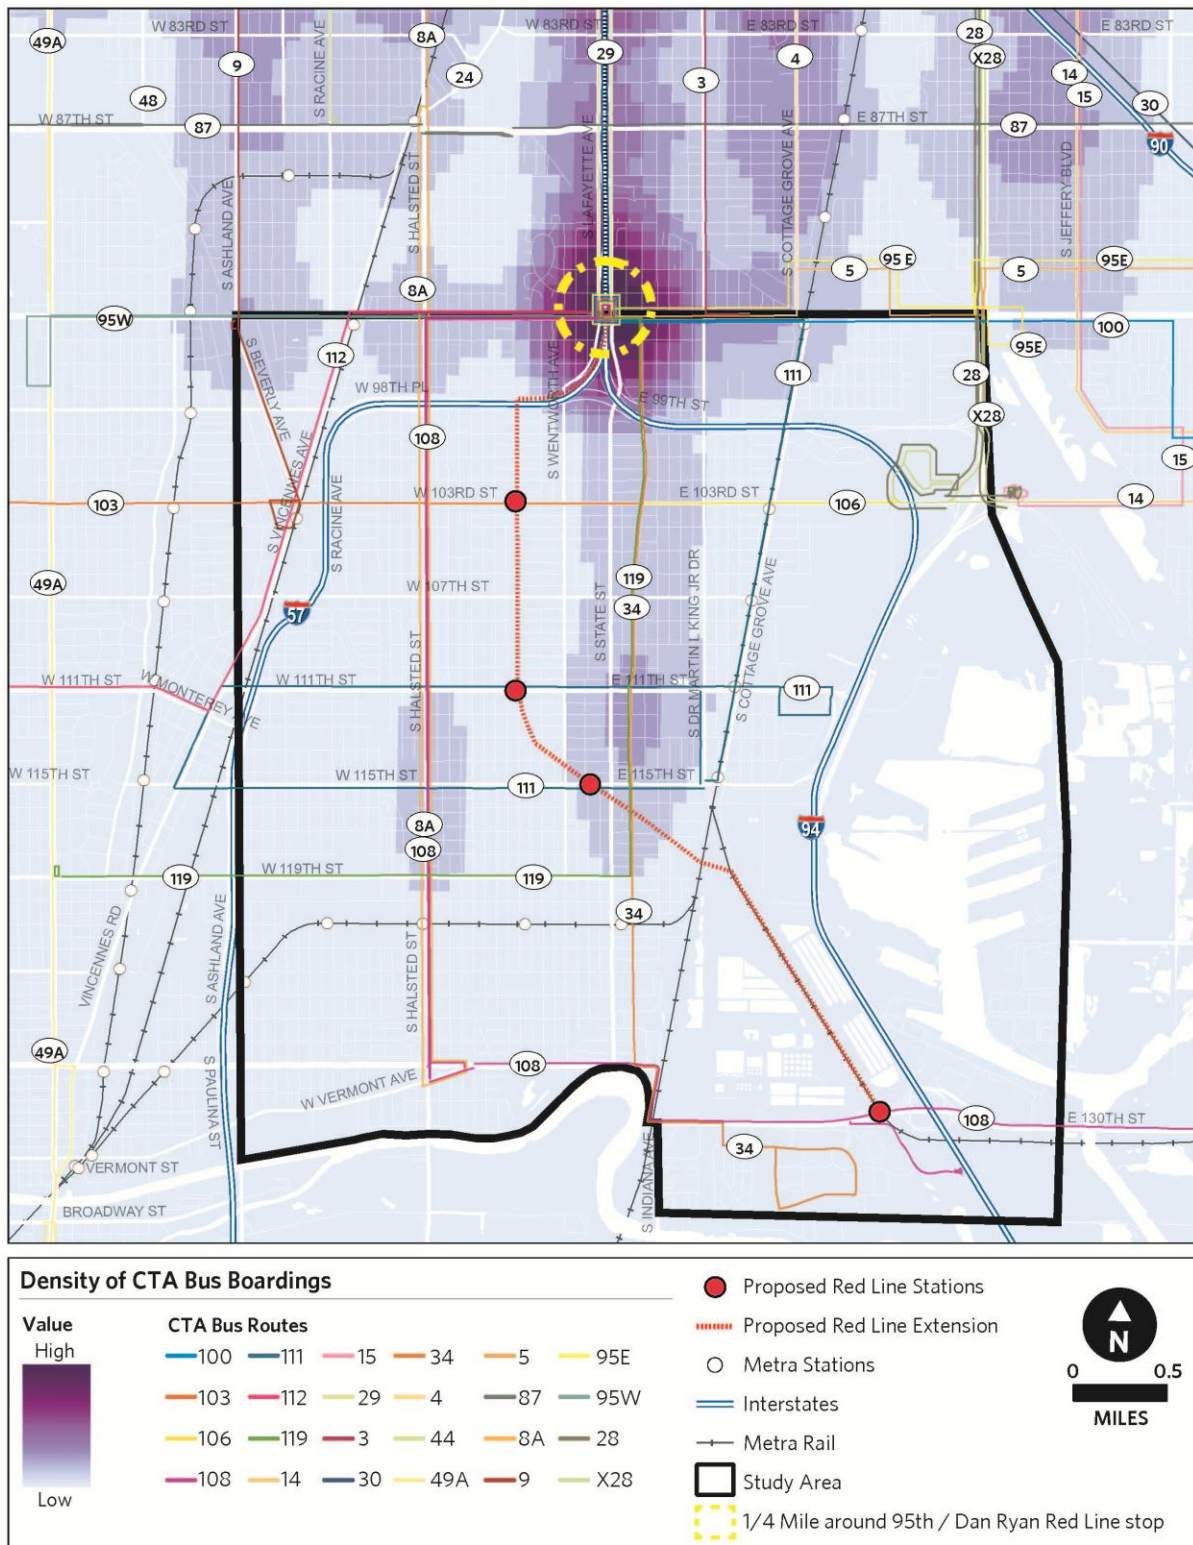 W 83RD ST
E 83RD ST
E 83RD ST
49A
8A
29
28
X28
9
S RACINE AVE
24
4
3
14
15
48
30
W 87TH ST
87
E 87TH ST
87
90
S ASHLAND AVE
S HALSTED ST
S LAFAYETTE AVE
S COTTAGE GROVE AVE
S JEFFERY BLVD
95 E
95E
5
5
8A
95W
100
95E
112
S BEVERLY AVE
W 98TH PL
S WENTWORTH AVE
E 99TH ST
111
28
X28
108
15
S VINCENNES AVE
S RACINE AVE
103
W 103RD ST
E 103RD ST
106
14
49A
W 107TH ST
119
34
57
S HALSTED ST
S STATE ST
S DR MARTIN L KING JR DR
S COTTAGE GROVE AVE
W 111TH ST
W MONTEREY AVE
W 111TH ST
E 111TH ST
111
S HALSTED ST
W 115TH ST
W 115TH ST
111
E 115TH ST
8A
108
94
W 119TH ST
119
119
34
VINCENNES RD
S ASHLAND AVE
S HALSTED ST
49A
108
S PAULINA ST
W VERMONT AVE
108
E 130TH ST
34
VERMONT ST
S INDIANA AVE
BROADWAY ST
Density of CTA Bus Boardings
Value
High
Low
CTA Bus Routes
100 111 15 34 5 95E
103 112 29 4 87 95W
106 119 3 44 8A 28
108 14 30 49A 9 X28
Proposed Red Line Stations
Proposed Red Line Extension
Metra Stations
Interstates
Metra Rail
Study Area
1/4 Mile around 95th / Dan Ryan Red Line stop
N
0 0.5
MILES